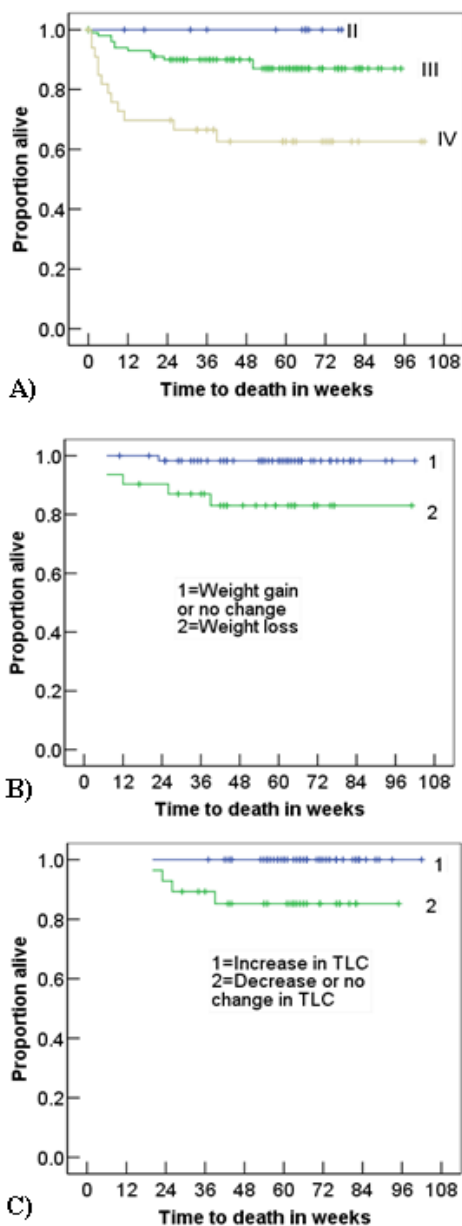 Proportion alive
1.0
0.8
0.6
0.4
0.2
0.0
II
III
IV
0 12 24 36 48 60 72 84 96 108
Time to death in weeks
A)
Proportion alive
1.0
0.8
0.6
0.4
0.2
0.0
1
2
1=Weight gain
or no change
2=Weight loss
0 12 24 36 48 60 72 84 96 108
Time to death in weeks
B)
Proportion alive
1.0
0.8
0.6
0.4
0.2
0.0
1
2
1=Increase in TLC
2=Decrease or no
change in TLC
0 12 24 36 48 60 72 84 96 108
Time to death in weeks
C)